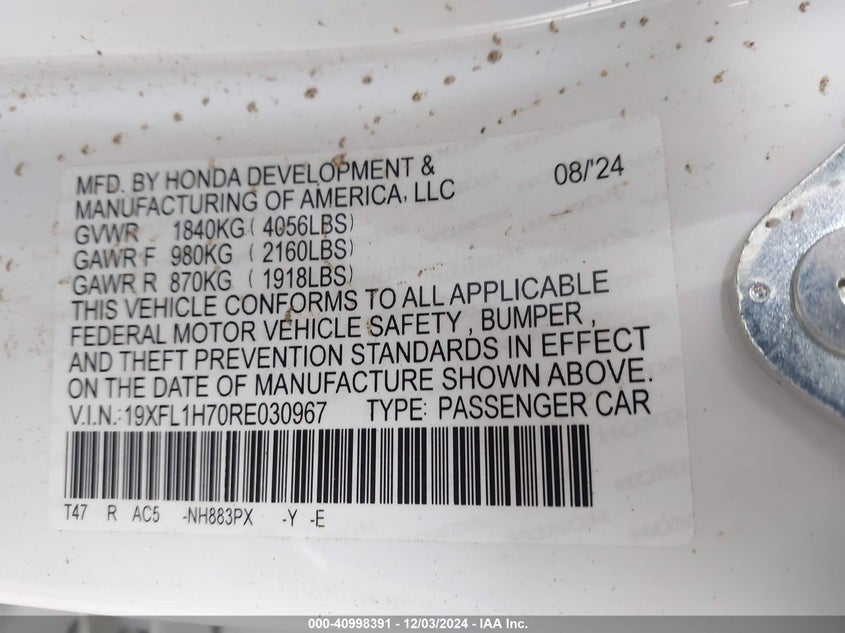 MFD. BY HONDA DEVELOPMENT & 08/'24
MANUFACTURING OF AMERICA, LLC
GVWR 1840KG ( 4056LBS)
GAWR F 980KG ( 2160LBS)
GAWR R 870KG ( 1918LBS)
THIS VEHICLE CONFORMS TO ALL APPLICABLE
FEDERAL MOTOR VEHICLE SAFETY , BUMPER ,
AND THEFT PREVENTION STANDARDS IN EFFECT
ON THE DATE OF MANUFACTURE SHOWN ABOVE.
V.I.N.:19XFL1H70RE030967 TYPE: PASSENGER CAR
T47 R AC5 -NH883PX -Y -E
000-40998391 - 12/03/2024 - IAA Inc.